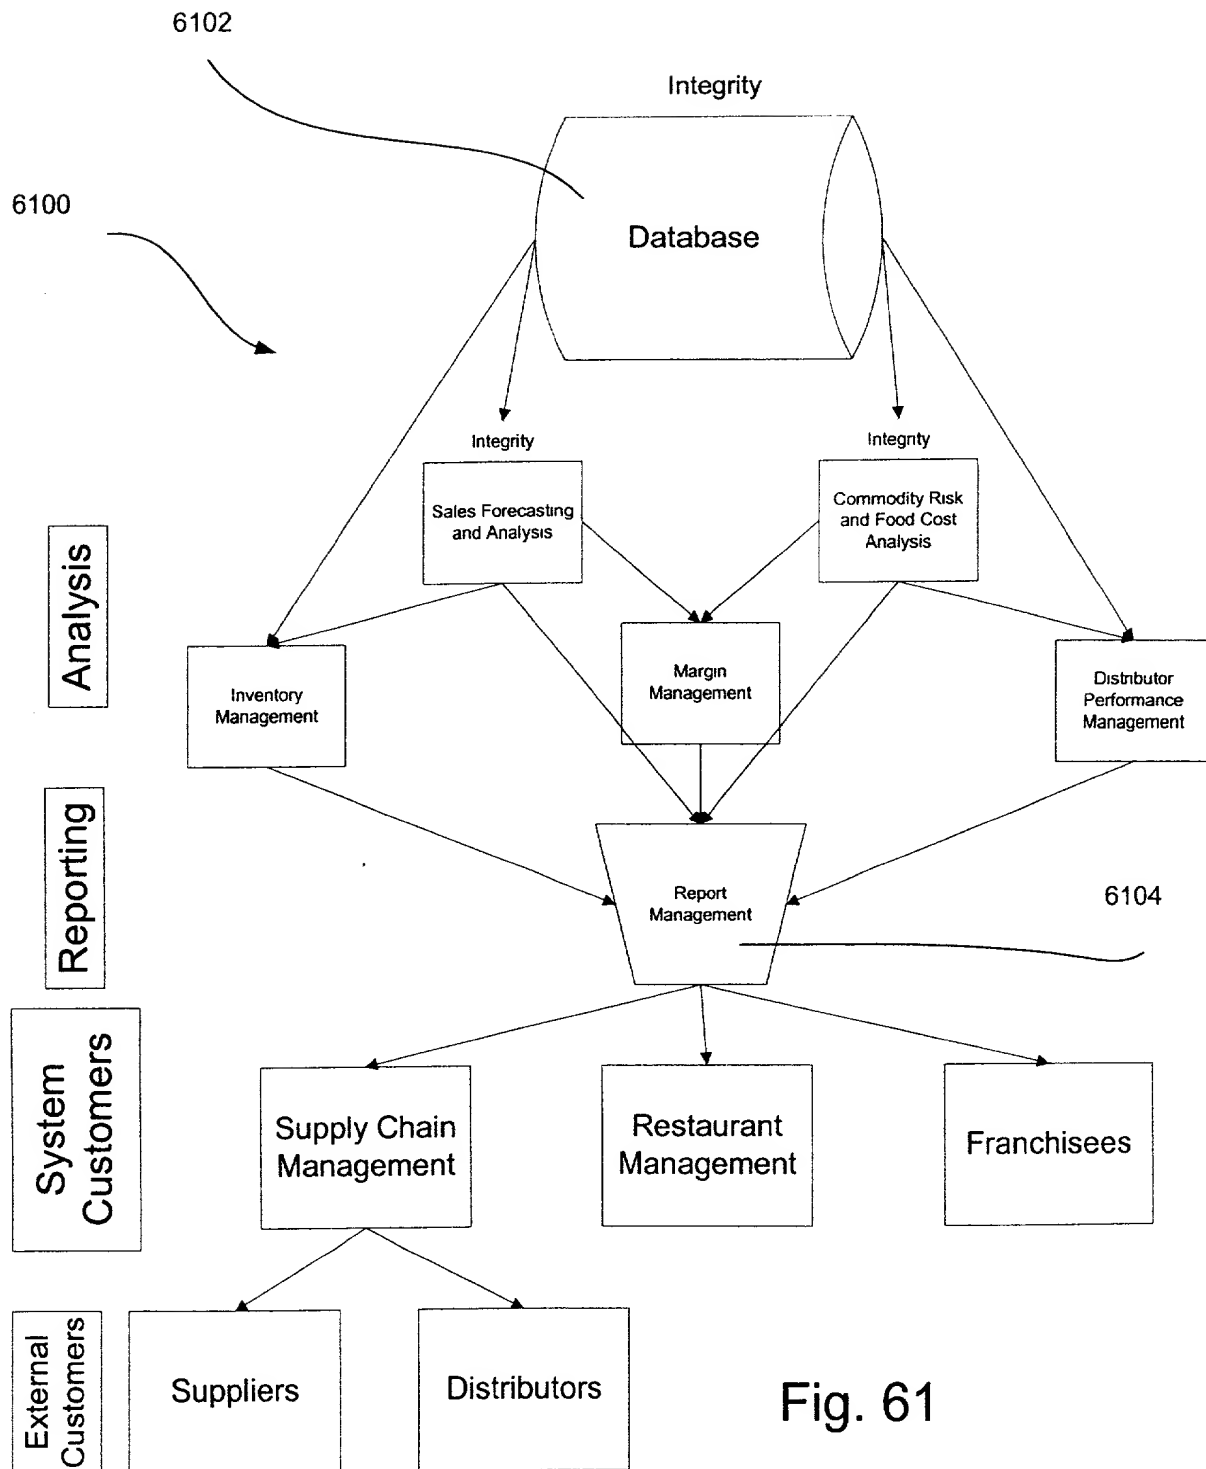 6102
Integrity
6100
Database
Integrity
Integrity
Sales Forecasting
and Analysis
Commodity Risk
and Food Cost
Analysis
Analysis
Inventory
Management
Margin
Management
Distributor
Performance
Management
Reporting
Report
Management
6104
System
Customers
Supply Chain
Management
Restaurant
Management
Franchisees
External
Customers
Suppliers
Distributors
Fig. 61